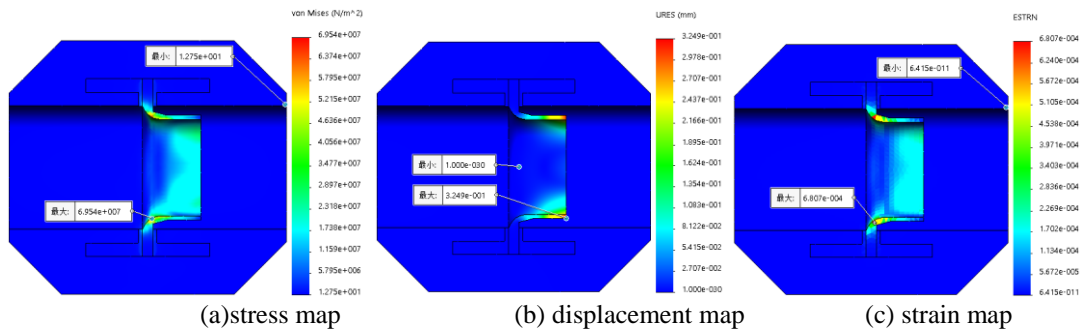 von Mises (N/m^2)
6.954e+007
6.374e+007
5.795e+007
5.215e+007
4.636e+007
4.056e+007
3.477e+007
2.897e+007
2.318e+007
1.738e+007
1.159e+007
5.795e+006
1.275e+001
最小: 1.275e+001
最大: 6.954e+007
(a)stress map
URES (mm)
3.249e-001
2.978e-001
2.707e-001
2.437e-001
2.166e-001
1.895e-001
1.624e-001
1.354e-001
1.083e-001
8.122e-002
5.415e-002
2.707e-002
1.000e-030
最小: 1.000e-030
最大: 3.249e-001
(b) displacement map
ESTRN
6.807e-004
6.240e-004
5.673e-004
5.105e-004
4.538e-004
3.971e-004
3.403e-004
2.836e-004
2.269e-004
1.702e-004
1.134e-004
5.672e-005
6.415e-011
最小: 6.415e-011
最大: 6.807e-004
(c) strain map